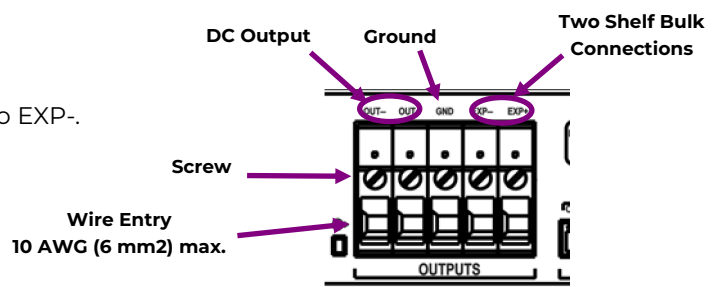 Two Shelf Bulk
Connections
DC Output
Ground
OUT– OUT GND XP– EXP+
o EXP-.
Screw
Wire Entry
10 AWG (6 mm2) max.
OUTPUTS